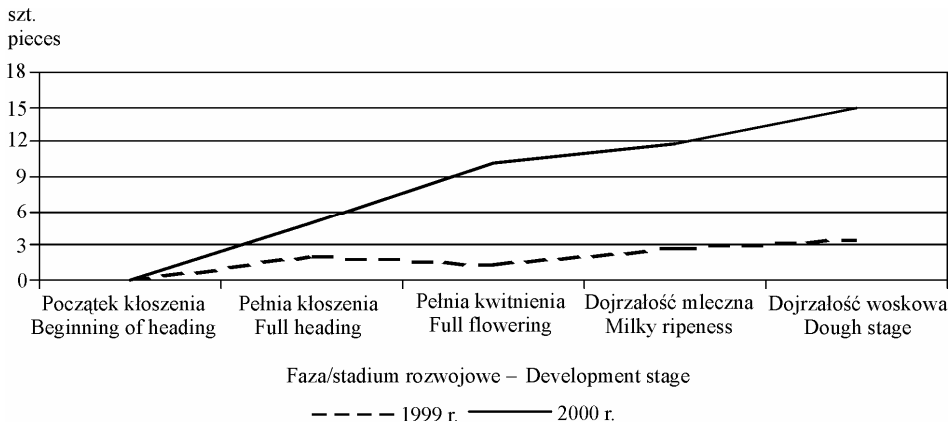 szt.
pieces
18
15
12
9
6
3
0
Początek kłoszenia
Beginning of heading
Pełnia kłoszenia
Full heading
Pełnia kwitnienia
Full flowering
Dojrzałość mleczna
Milky ripeness
Dojrzałość woskowa
Dough stage
Faza/stadium rozwojowe – Development stage
1999 r. 2000 r.